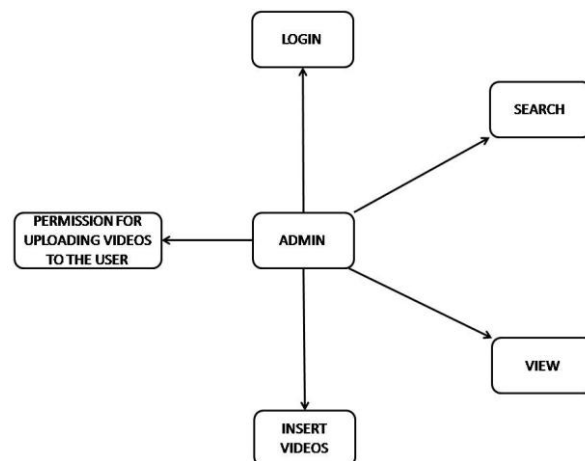 LOGIN
SEARCH
PERMISSION FOR
UPLOADING VIDEOS
TO THE USER
ADMIN
VIEW
INSERT
VIDEOS